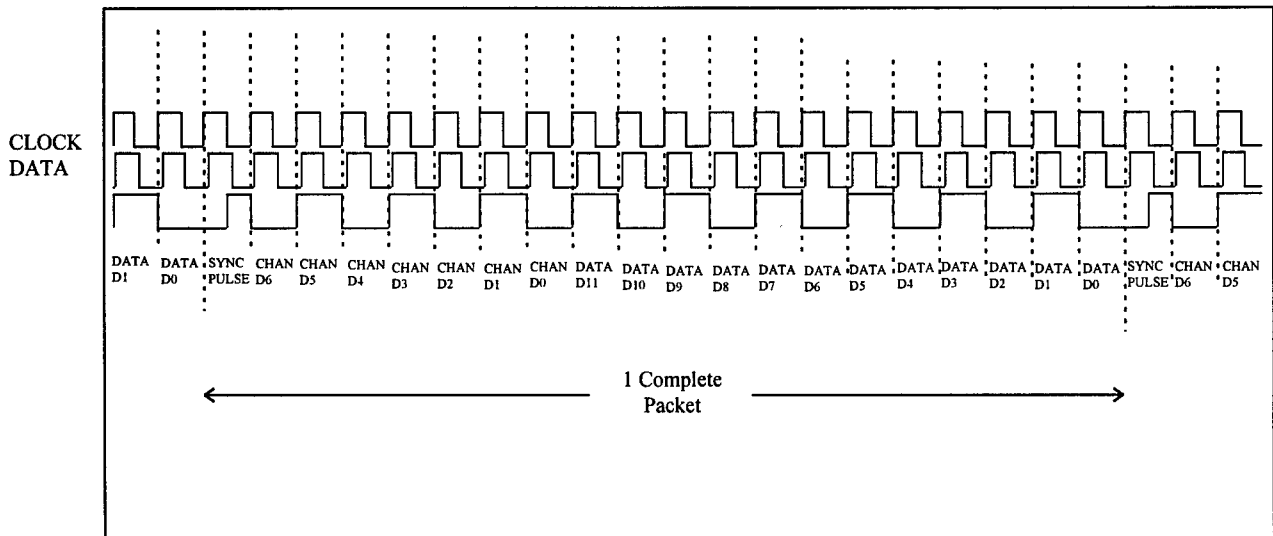 CLOCK
DATA
DATA D1 DATA D0 SYNC PULSE CHAN D6 CHAN D5 CHAN D4 CHAN D3 CHAN D2 CHAN D1 CHAN D0 DATA D11 DATA D10 DATA D9 DATA D8 DATA D7 DATA D6 DATA D5 DATA D4 DATA D3 DATA D2 DATA D1 DATA D0 SYNC PULSE CHAN D6 CHAN D5
1 Complete
Packet